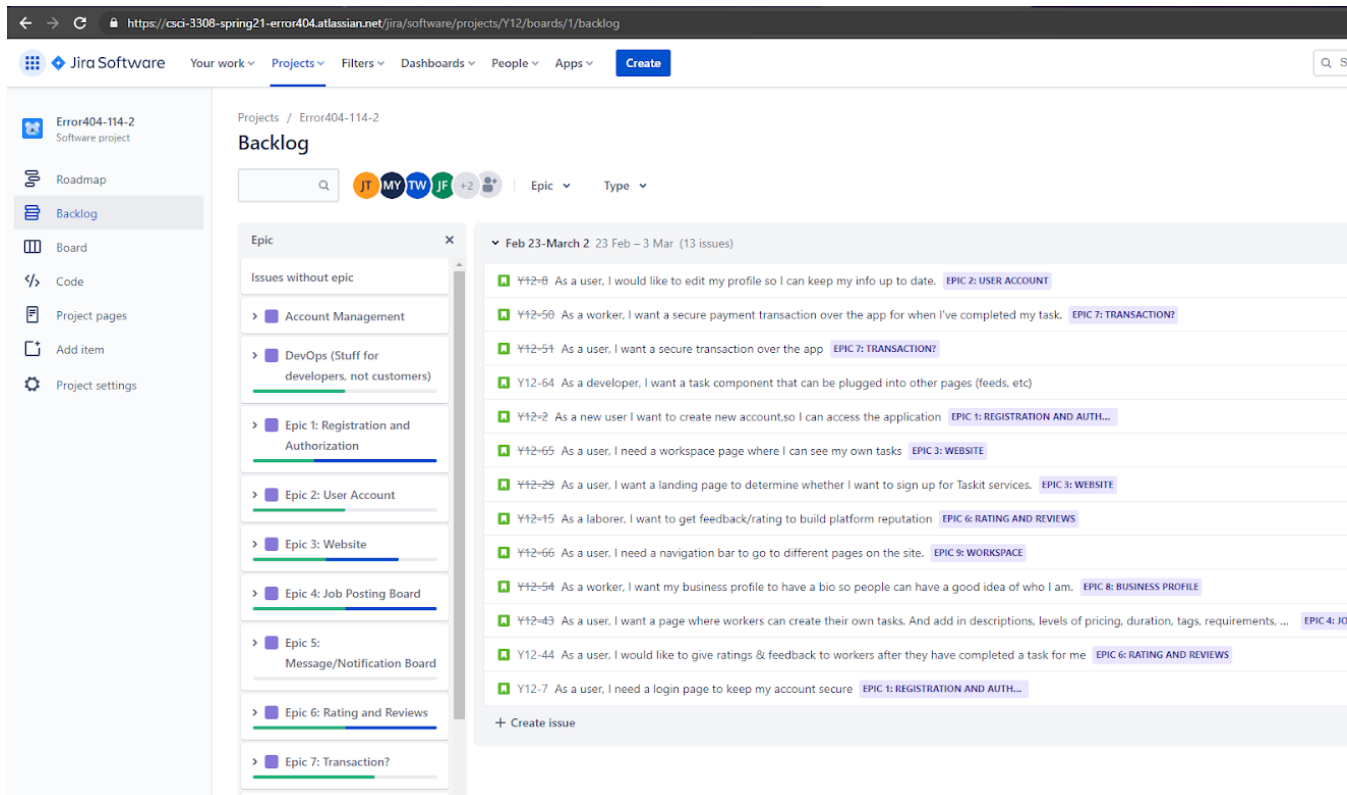 https://csci-3308-spring21-error404.atlassian.net/jira/software/projects/Y12/boards/1/backlog
Jira Software Your work Projects Filters Dashboards People Apps Create S
Error404-114-2
Software project
Roadmap
Backlog
Board
Code
Project pages
Add item
Project settings
Projects / Error404-114-2
Backlog
JT MY TW JF +2 Epic Type
Epic
Issues without epic
Account Management
DevOps (Stuff for
developers, not customers)
Epic 1: Registration and
Authorization
Epic 2: User Account
Epic 3: Website
Epic 4: Job Posting Board
Epic 5:
Message/Notification Board
Epic 6: Rating and Reviews
Epic 7: Transaction?
Feb 23-March 2 23 Feb – 3 Mar (13 issues)
Y12-8 As a user, I would like to edit my profile so I can keep my info up to date. EPIC 2: USER ACCOUNT
Y12-50 As a worker, I want a secure payment transaction over the app for when I've completed my task. EPIC 7: TRANSACTION?
Y12-51 As a user, I want a secure transaction over the app EPIC 7: TRANSACTION?
Y12-64 As a developer, I want a task component that can be plugged into other pages (feeds, etc)
Y12-2 As a new user I want to create new account,so I can access the application EPIC 1: REGISTRATION AND AUTH...
Y12-65 As a user, I need a workspace page where I can see my own tasks EPIC 3: WEBSITE
Y12-29 As a user, I want a landing page to determine whether I want to sign up for Taskit services. EPIC 3: WEBSITE
Y12-15 As a laborer, I want to get feedback/rating to build platform reputation EPIC 6: RATING AND REVIEWS
Y12-66 As a user, I need a navigation bar to go to different pages on the site. EPIC 9: WORKSPACE
Y12-54 As a worker, I want my business profile to have a bio so people can have a good idea of who I am. EPIC 8: BUSINESS PROFILE
Y12-43 As a user, I want a page where workers can create their own tasks. And add in descriptions, levels of pricing, duration, tags, requirements, ... EPIC 4: JO
Y12-44 As a user, I would like to give ratings & feedback to workers after they have completed a task for me EPIC 6: RATING AND REVIEWS
Y12-7 As a user, I need a login page to keep my account secure EPIC 1: REGISTRATION AND AUTH...
+ Create issue